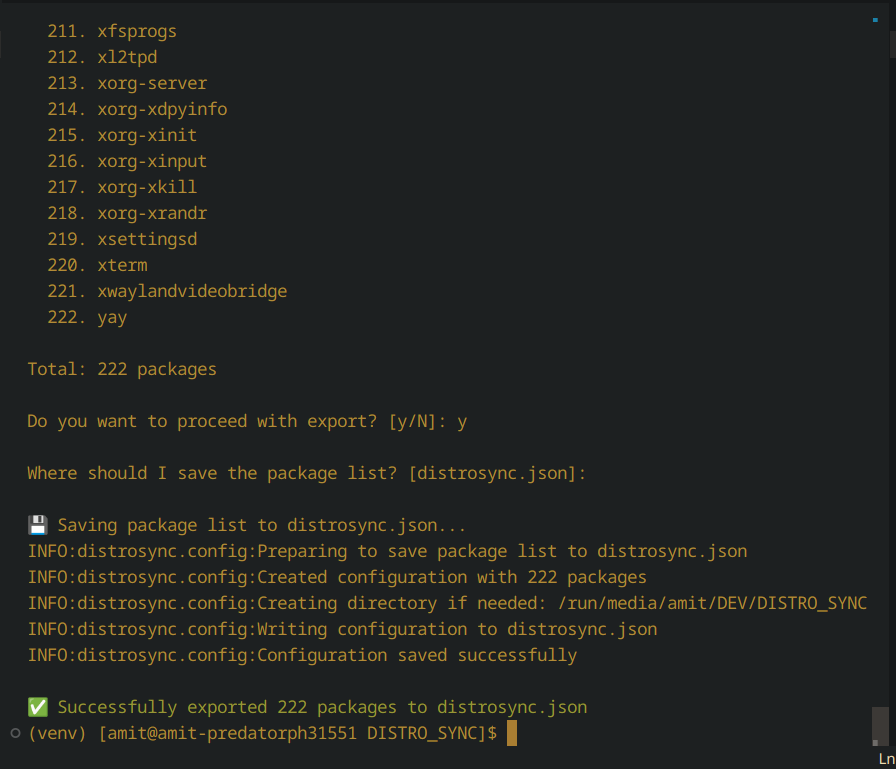 211. xfsprogs
212. xl2tpd
213. xorg-server
214. xorg-xdpyinfo
215. xorg-xinit
216. xorg-xinput
217. xorg-xkill
218. xorg-xrandr
219. xsettingsd
220. xterm
221. xwaylandvideobridge
222. yay
Total: 222 packages
Do you want to proceed with export? [y/N]: y
Where should I save the package list? [distrosync.json]:
💾 Saving package list to distrosync.json...
INFO:distrosync.config:Preparing to save package list to distrosync.json
INFO:distrosync.config:Created configuration with 222 packages
INFO:distrosync.config:Creating directory if needed: /run/media/amit/DEV/DISTRO_SYNC
INFO:distrosync.config:Writing configuration to distrosync.json
INFO:distrosync.config:Configuration saved successfully
✅ Successfully exported 222 packages to distrosync.json
(venv) [amit@amit-predatorph31551 DISTRO_SYNC]$
Ln